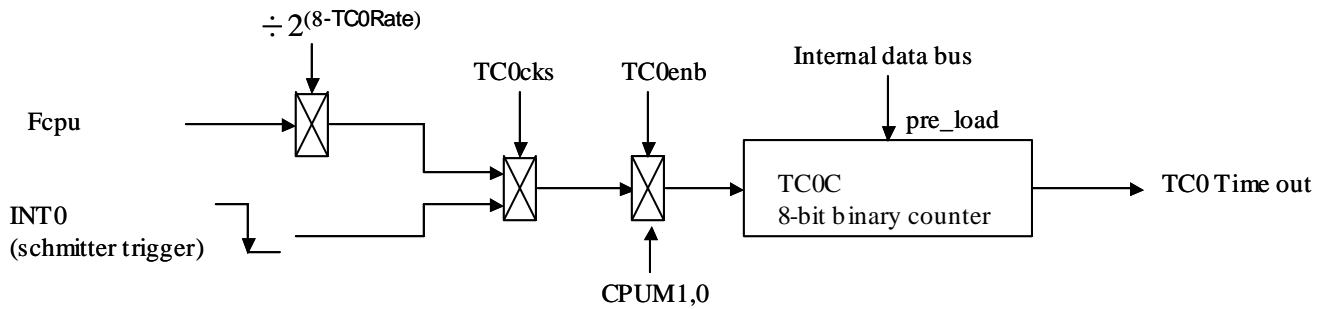 ÷2(8-TC0Rate)
TC0cks
TC0enb
Internal data bus
Fcpu
pre_load
INT0
(schmitter trigger)
TC0C
8-bit binary counter
TC0 Time out
CPUM1,0